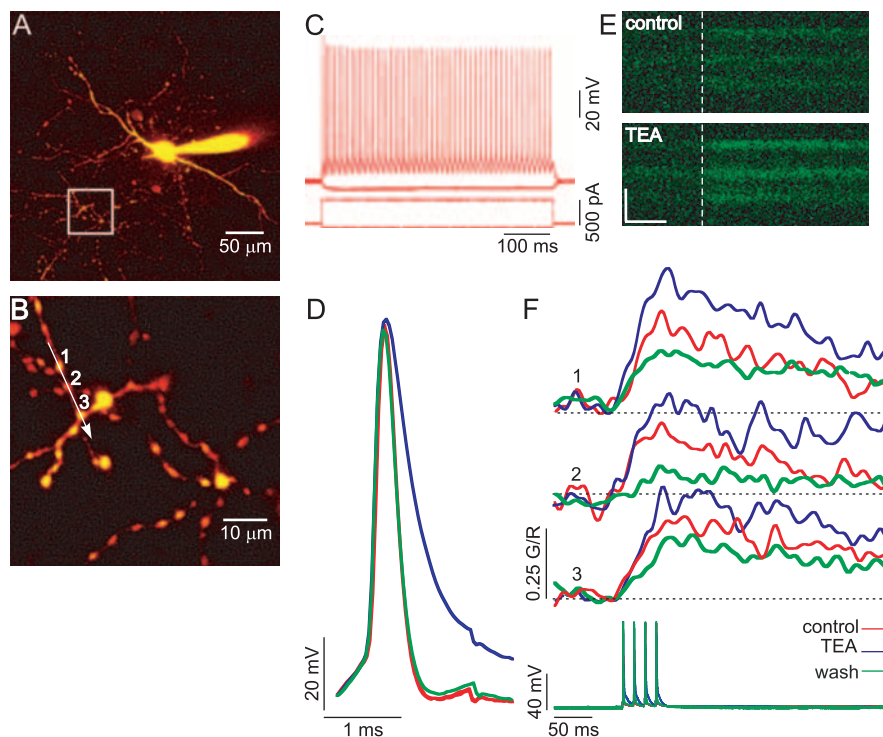 A
50 μm
B
1
2
3
10 μm
C
20 mV
500 pA
100 ms
D
20 mV
1 ms
E
control
TEA
F
1
2
3
0.25 G/R
control
TEA
wash
40 mV
50 ms